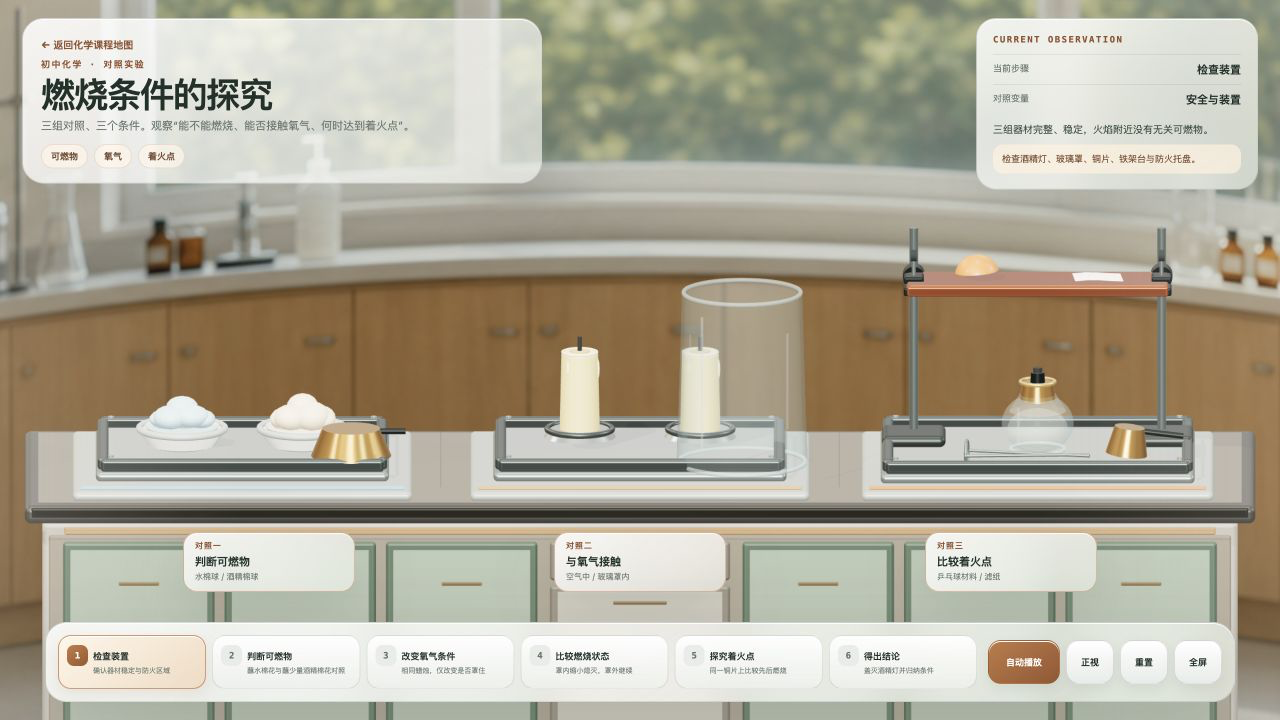 ← 返回化学课程地图
初中化学 · 对照实验
燃烧条件的探究
三组对照、三个条件。观察“能不能燃烧、能否接触氧气、何时达到着火点”。
可燃物 氧气 着火点
CURRENT OBSERVATION
当前步骤 检查装置
对照变量 安全与装置
三组器材完整、稳定，火焰附近没有无关可燃物。
检查酒精灯、玻璃罩、铜片、铁架台与防火托盘。
对照一
判断可燃物
水棉球 / 酒精棉球
对照二
与氧气接触
空气中 / 玻璃罩内
对照三
比较着火点
乒乓球材料 / 滤纸
1 检查装置
确认器材稳定与防火区域
2 判断可燃物
蘸水棉花与蘸少量酒精棉花对照
3 改变氧气条件
相同蜡烛，仅改变是否罩住
4 比较燃烧状态
罩内缩小熄灭，罩外继续
5 探究着火点
同一铜片上比较先后燃烧
6 得出结论
盖灭酒精灯并归纳条件
自动播放 正视 重置 全屏